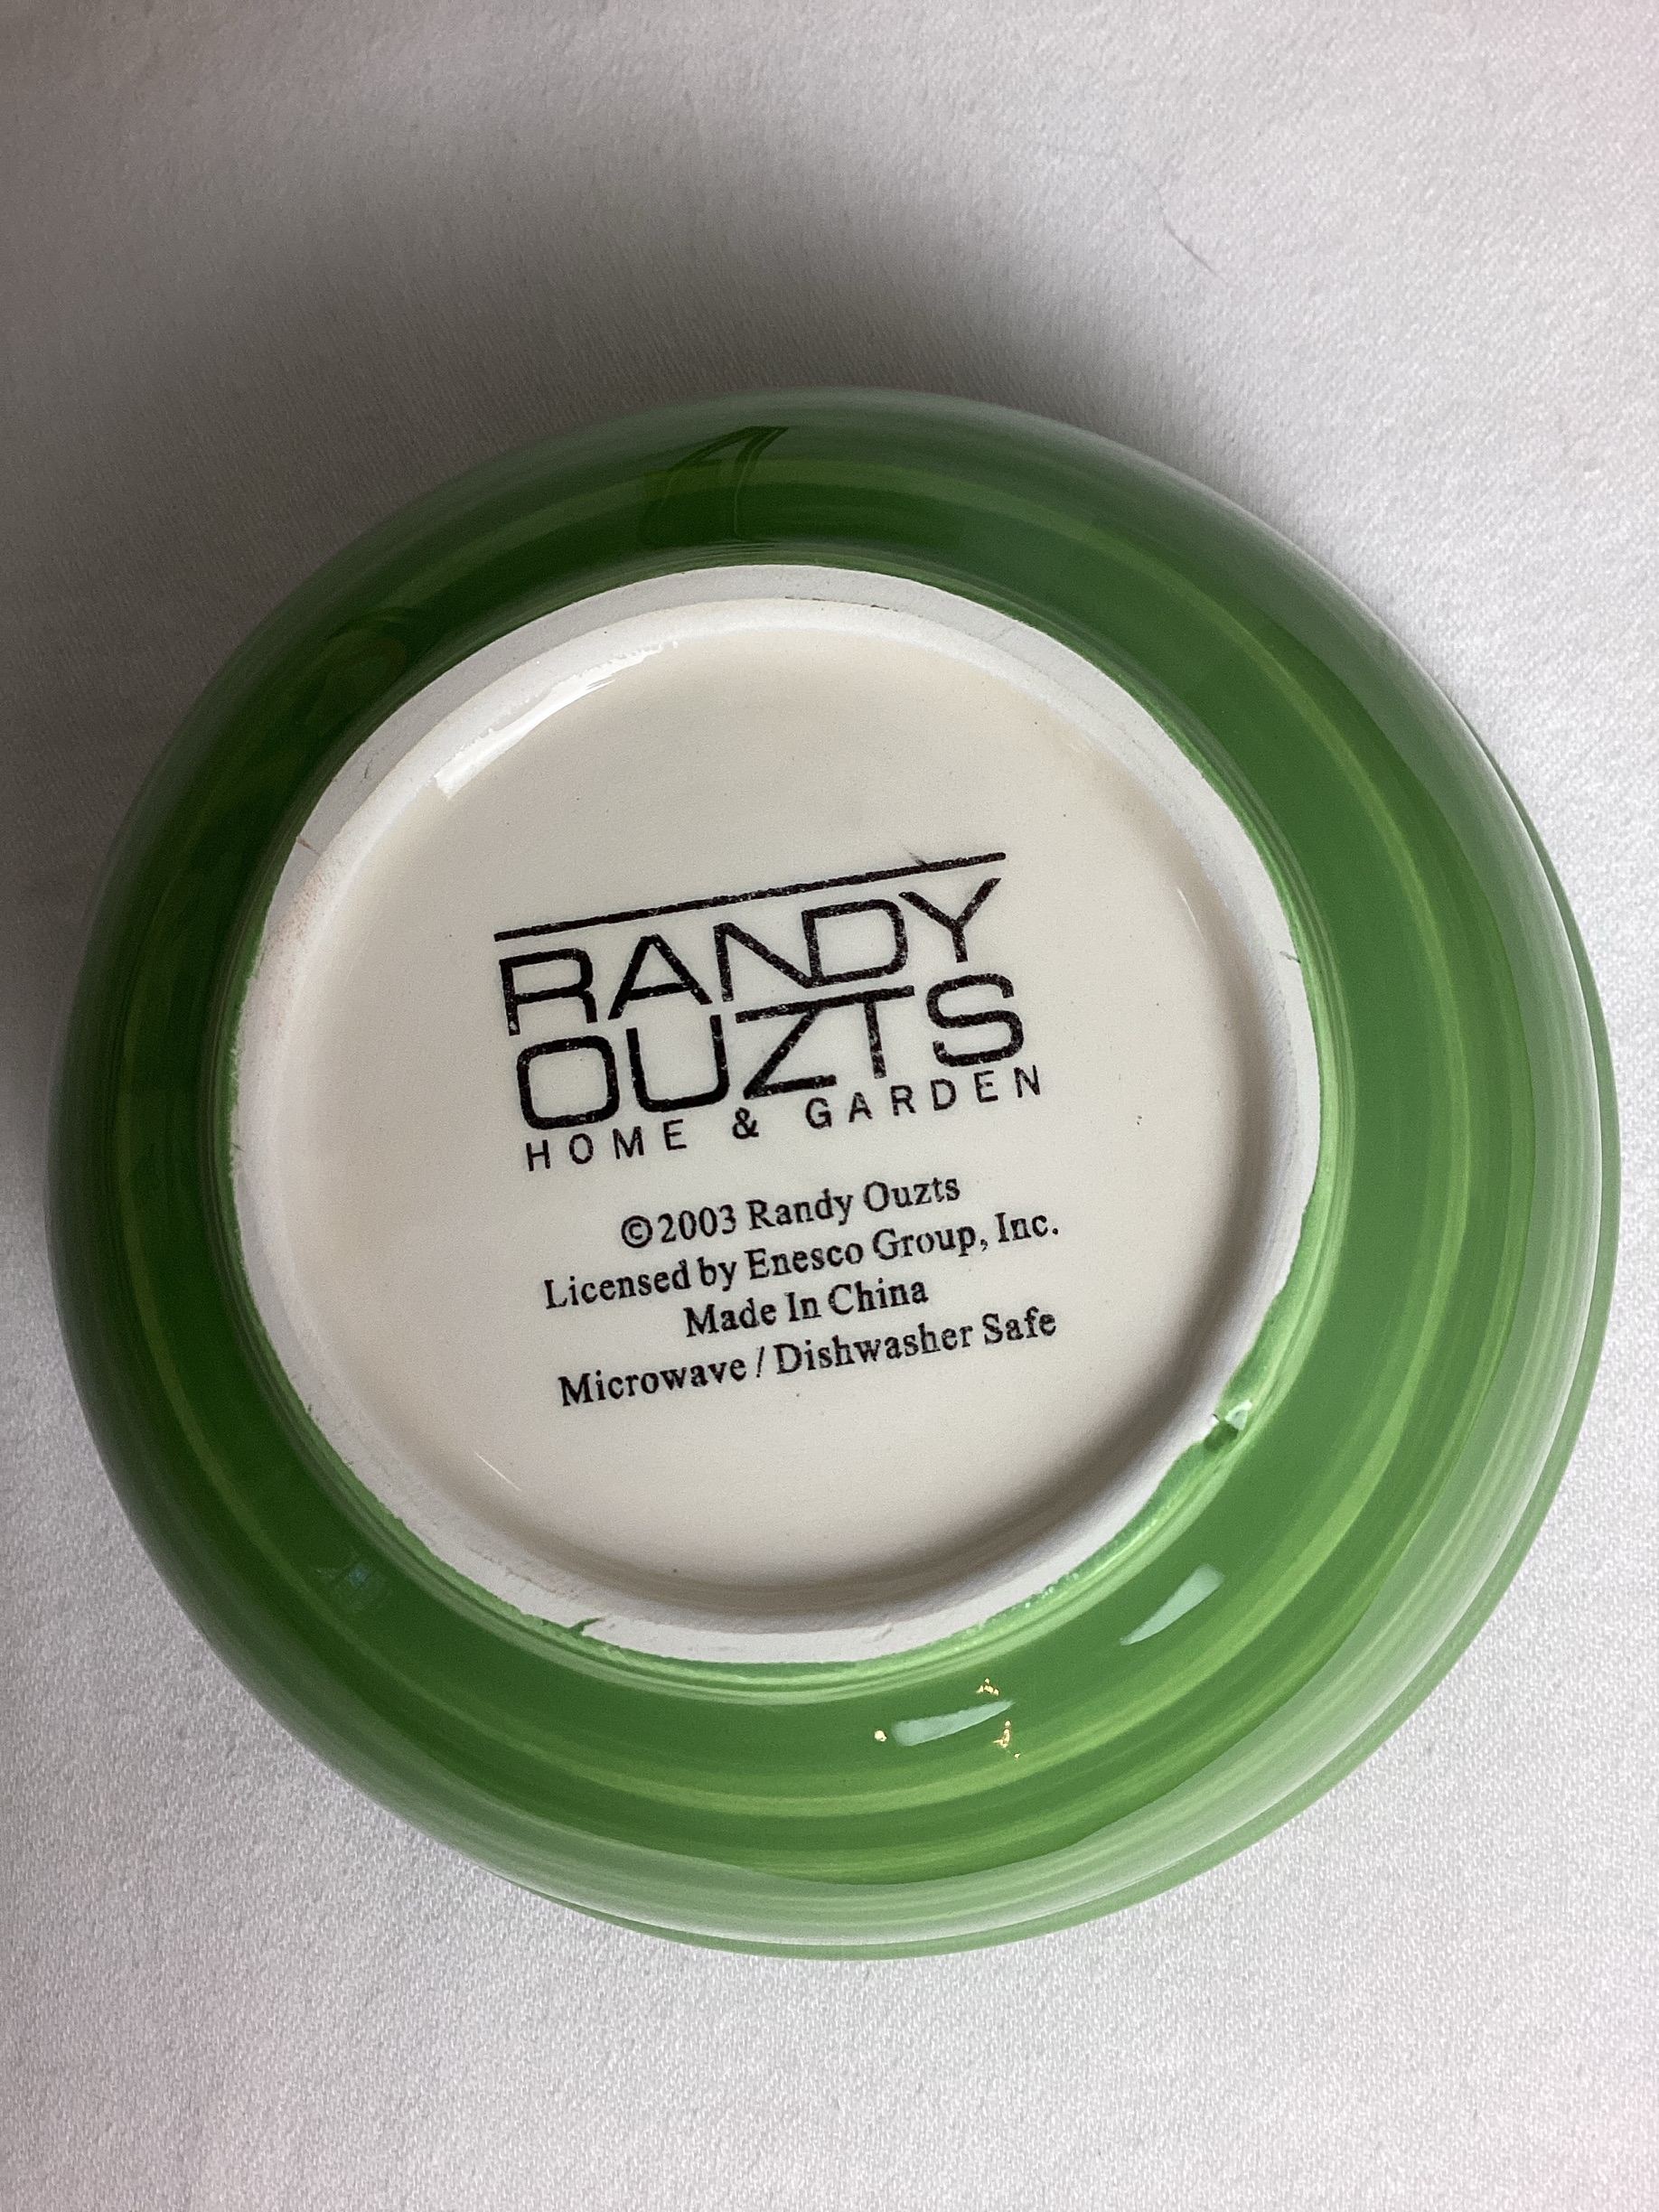 RANDY
OUZTS
HOME & GARDEN
©2003 Randy Ouzts
Licensed by Enesco Group, Inc.
Made In China
Microwave / Dishwasher Safe